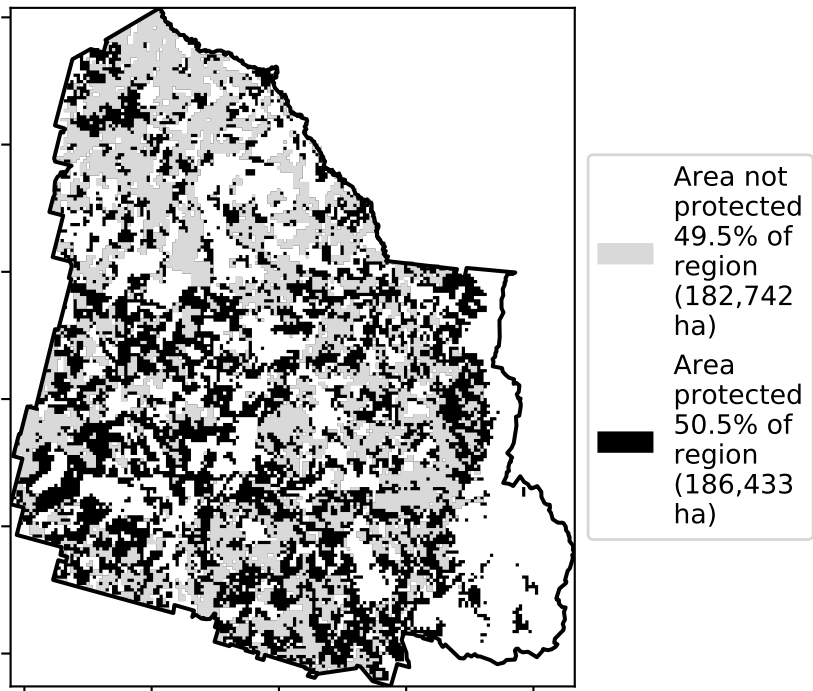 Area not
protected
49.5% of
region
(182,742
ha)
Area
protected
50.5% of
region
(186,433
ha)